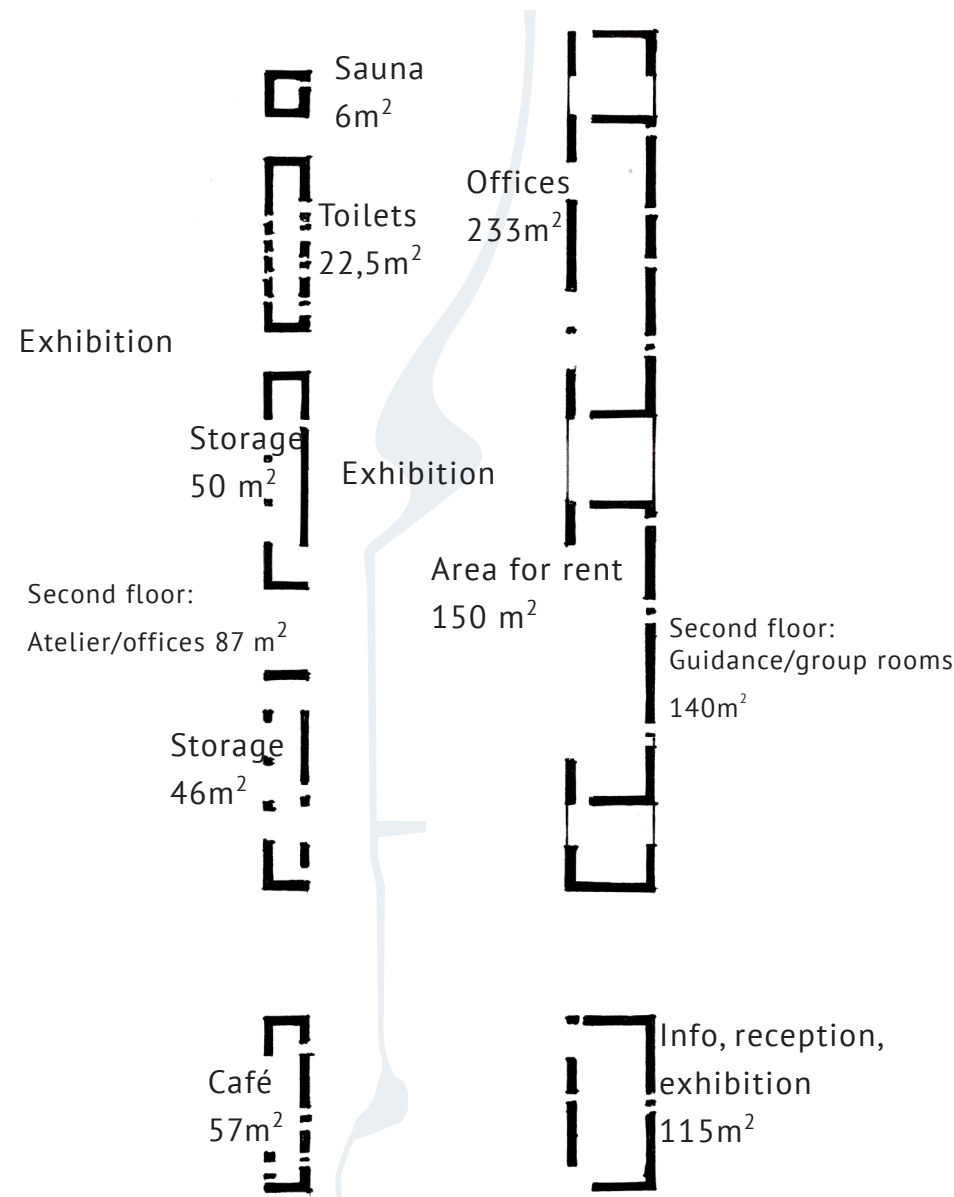 Sauna
6m²
Offices
233m²
Toilets
22,5m²
Exhibition
Storage
50 m²
Exhibition
Area for rent
150 m²
Second floor:
Atelier/offices 87 m²
Second floor:
Guidance/group rooms
140m²
Storage
46m²
Info, reception,
exhibition
115m²
Café
57m²